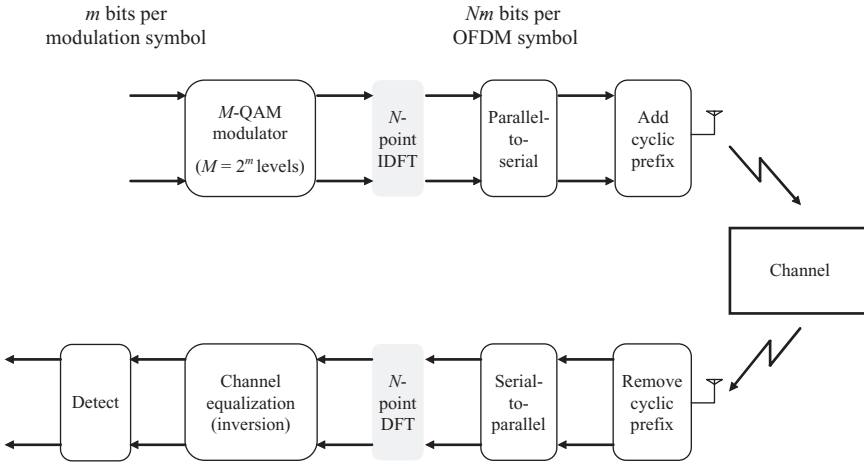 m bits per
modulation symbol
Nm bits per
OFDM symbol
M-QAM
modulator
(M = 2^m levels)
N-
point
IDFT
Parallel-
to-
serial
Add
cyclic
prefix
Channel
Detect
Channel
equalization
(inversion)
N-
point
DFT
Serial-
to-
parallel
Remove
cyclic
prefix